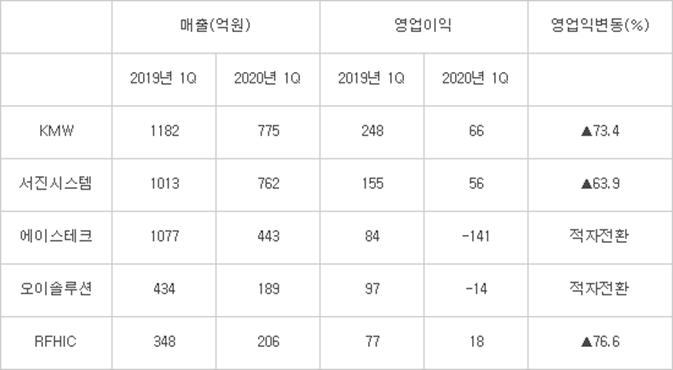 매출(억원) 영업이익 영업익변동(%)
2019년 1Q 2020년 1Q 2019년 1Q 2020년 1Q
KMW 1182 775 248 66 ▲73.4
서진시스템 1013 762 155 56 ▲63.9
에이스테크 1077 443 84 -141 적자전환
오이솔루션 434 189 97 -14 적자전환
RFHIC 348 206 77 18 ▲76.6